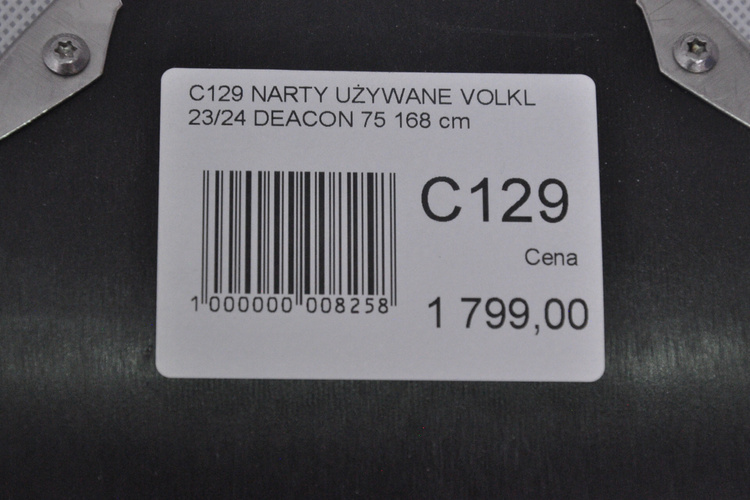 C129 NARTY UŻYWANE VOLKL
23/24 DEACON 75 168 cm
C129
Cena
1 000000 008258
1 799,00